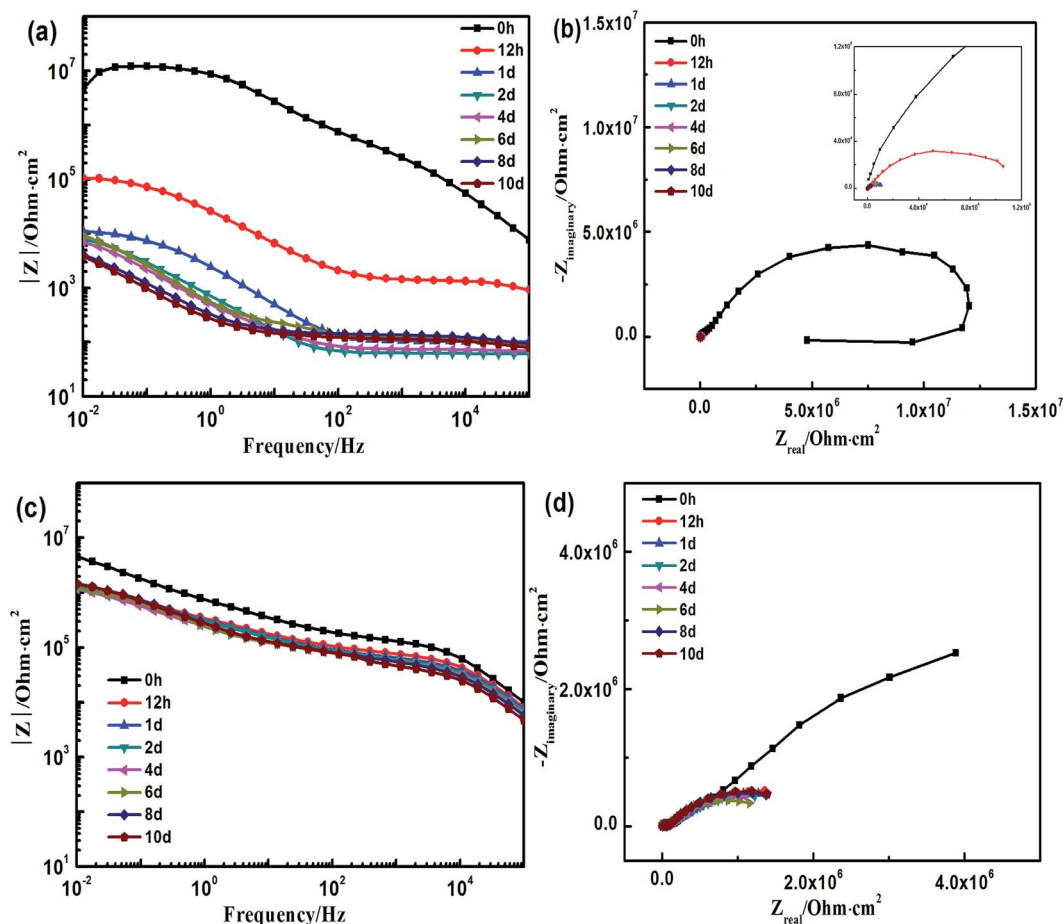 (a)
0h
12h
1d
2d
4d
6d
8d
10d
10^7
10^5
10^3
10^1
|Z|/Ohm·cm^2
10^-2 10^0 10^2 10^4
Frequency/Hz
(b)
0h
12h
1d
2d
4d
6d
8d
10d
1.5x10^7
1.0x10^7
5.0x10^6
0.0
-Z_imaginary/Ohm·cm^2
0.0 5.0x10^6 1.0x10^7 1.5x10^7
Z_real/Ohm·cm^2
0.0
0.0
(c)
0h
12h
1d
2d
4d
6d
8d
10d
10^7
10^5
10^3
10^1
|Z|/Ohm·cm^2
10^-2 10^0 10^2 10^4
Frequency/Hz
(d)
0h
12h
1d
2d
4d
6d
8d
10d
4.0x10^6
2.0x10^6
0.0
-Z_imaginary/Ohm·cm^2
0.0 2.0x10^6 4.0x10^6
Z_real/Ohm·cm^2